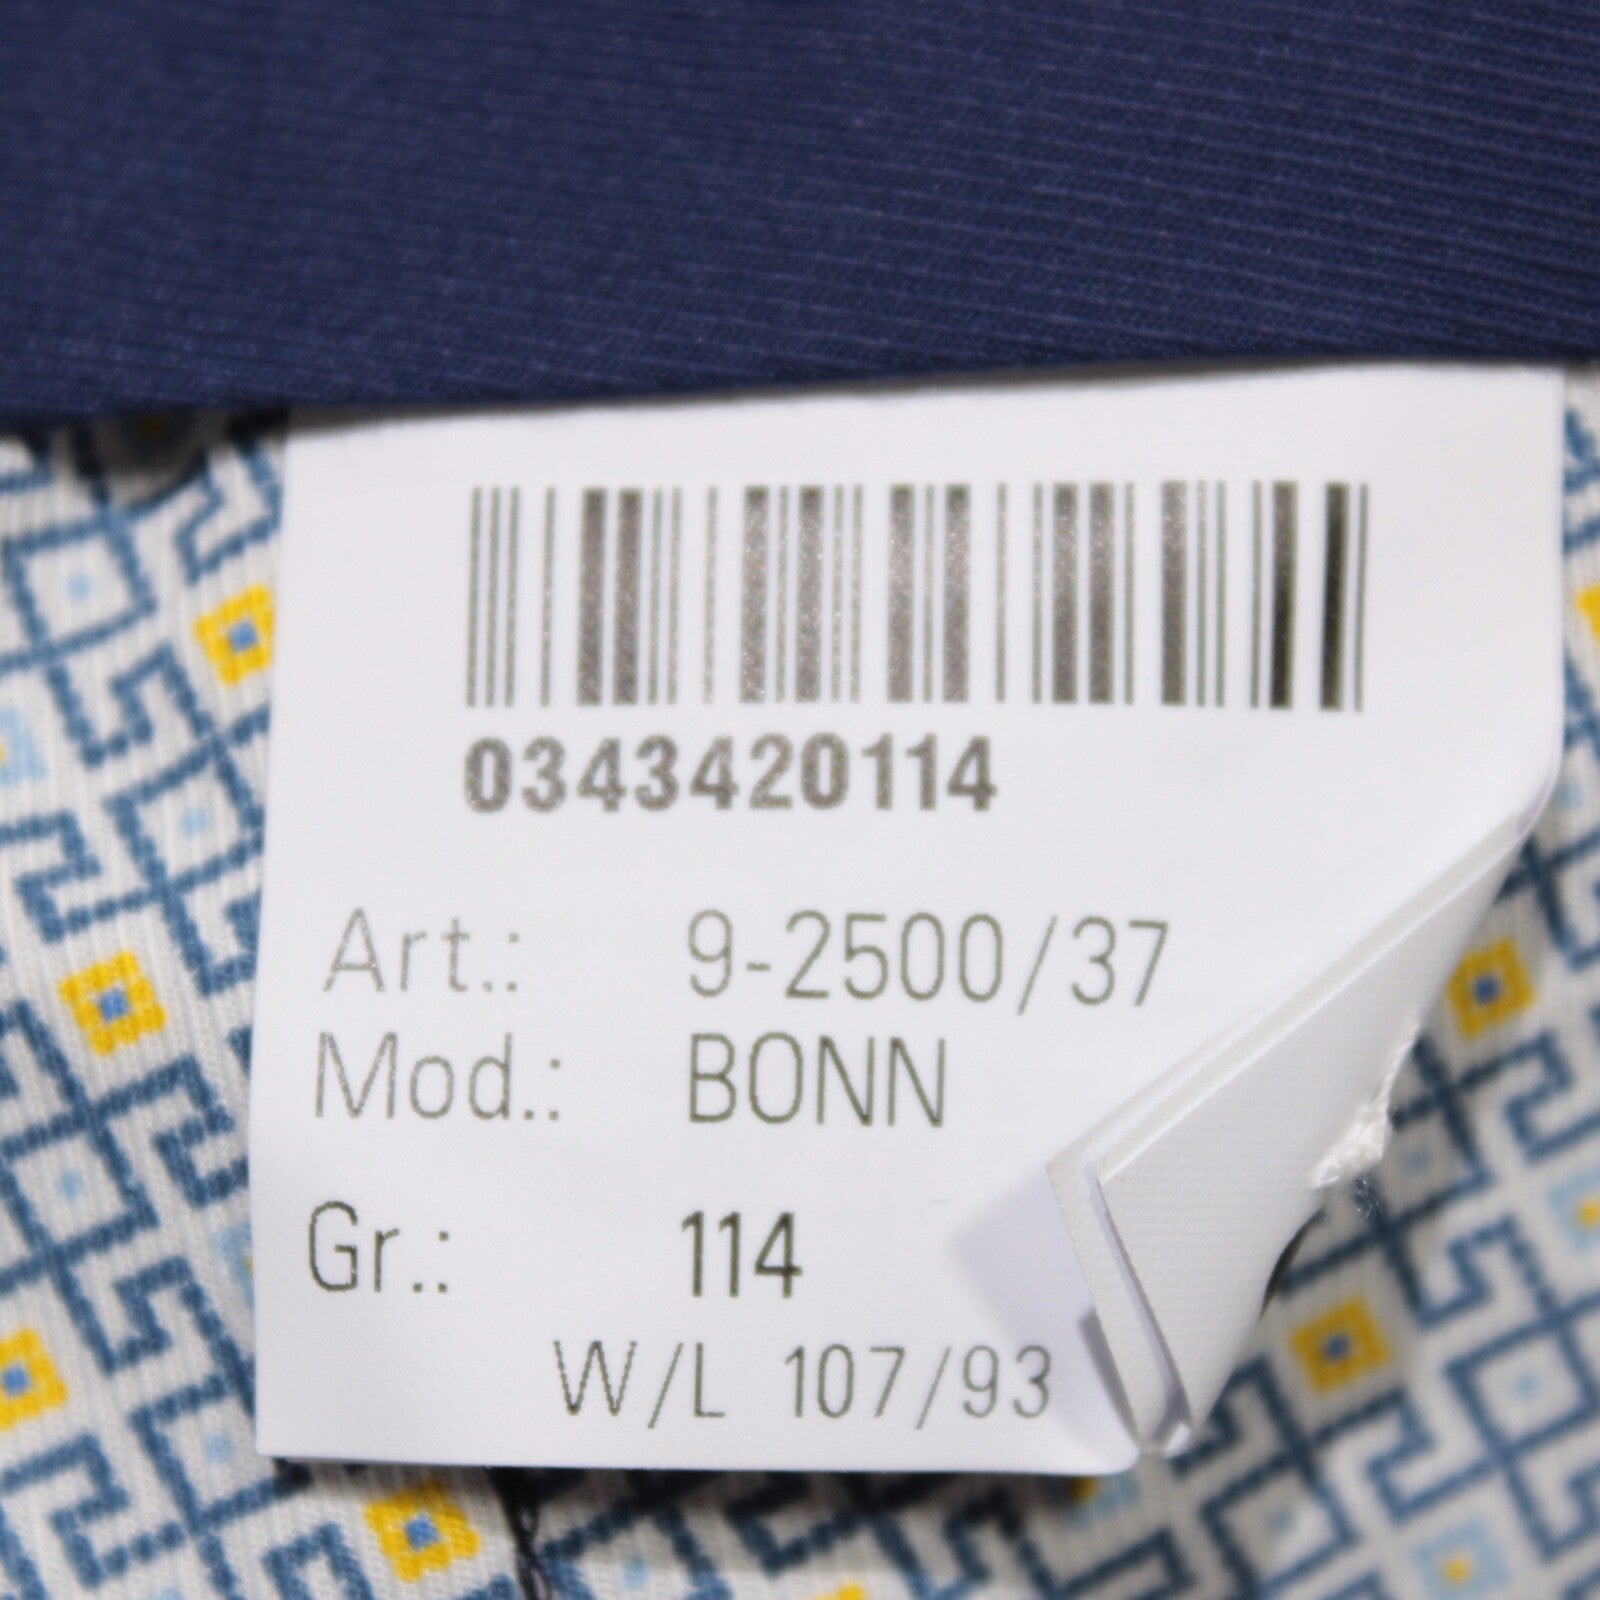 0343420114
Art.: 9-2500/37
Mod.: BONN
Gr.: 114
W/L 107/93